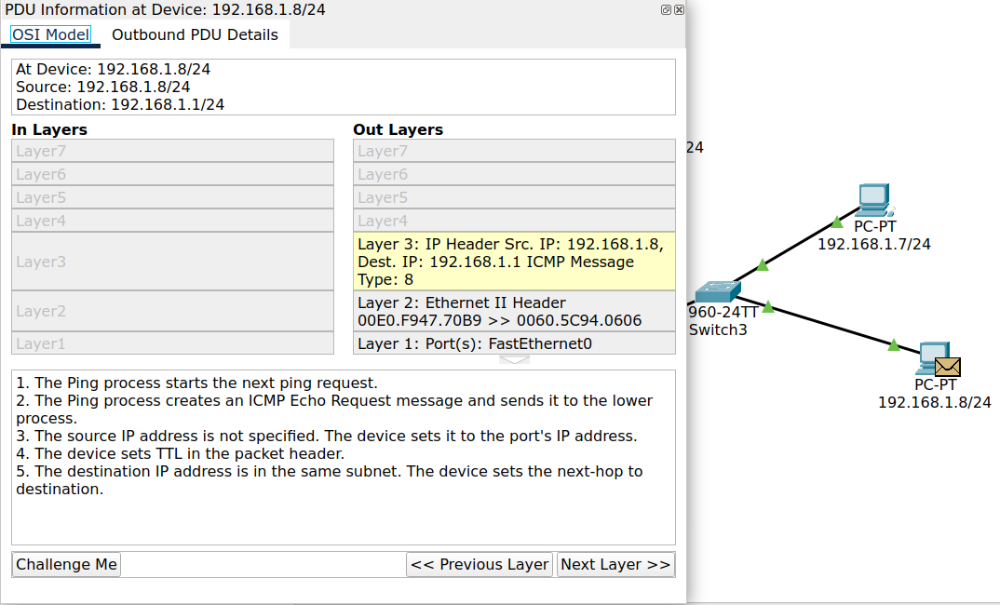 PDU Information at Device: 192.168.1.8/24
OSI Model
Outbound PDU Details
At Device: 192.168.1.8/24
Source: 192.168.1.8/24
Destination: 192.168.1.1/24
In Layers
Layer7
Layer6
Layer5
Layer4
Layer3
Layer2
Layer1
Out Layers
Layer7
Layer6
Layer5
Layer4
Layer 3: IP Header Src. IP: 192.168.1.8,
Dest. IP: 192.168.1.1 ICMP Message
Type: 8
Layer 2: Ethernet II Header
00E0.F947.70B9 >> 0060.5C94.0606
Layer 1: Port(s): FastEthernet0
1. The Ping process starts the next ping request.
2. The Ping process creates an ICMP Echo Request message and sends it to the lower
process.
3. The source IP address is not specified. The device sets it to the port's IP address.
4. The device sets TTL in the packet header.
5. The destination IP address is in the same subnet. The device sets the next-hop to
destination.
Challenge Me
<< Previous Layer
Next Layer >>
24
PC-PT
192.168.1.7/24
960-24TT
Switch3
PC-PT
192.168.1.8/24